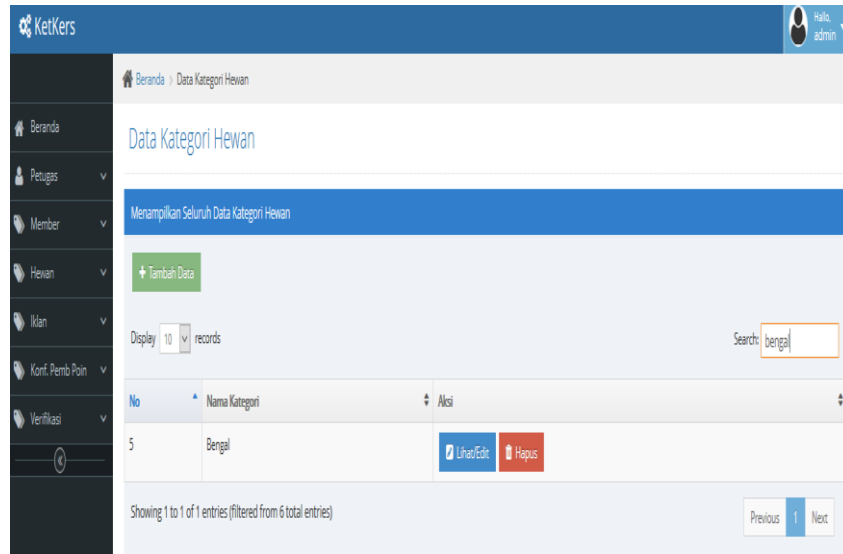 KetKers
Hallo,
admin
Beranda > Data Kategori Hewan
Beranda
Petugas
Member
Hewan
Iklan
Konf. Pemb Poin
Verifikasi
Data Kategori Hewan
Menampilkan Seluruh Data Kategori Hewan
+ Tambah Data
Display 10 records
Search: bengal
No Nama Kategori Aksi
5 Bengal Lihat/Edit Hapus
Showing 1 to 1 of 1 entries (filtered from 6 total entries)
Previous 1 Next